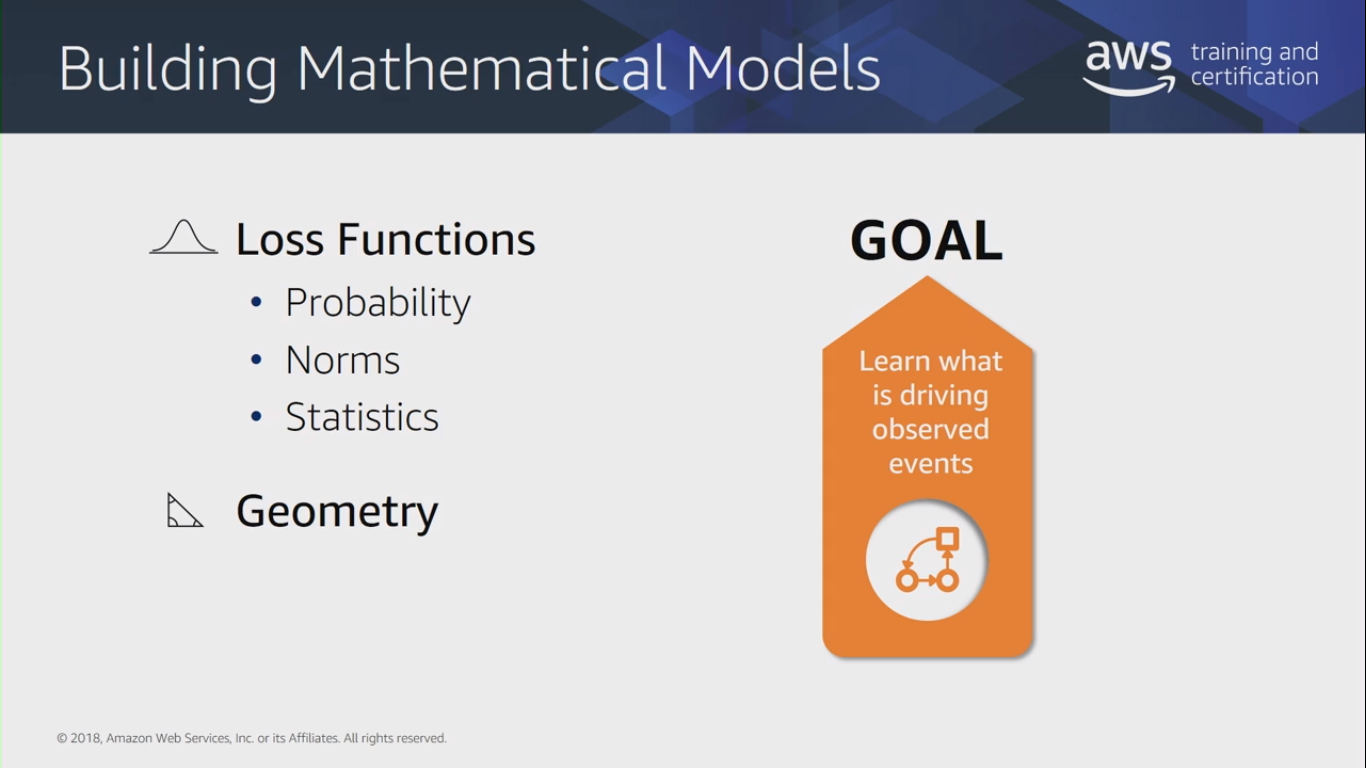 Building Mathematical Models
aws training and
certification
Loss Functions
• Probability
• Norms
• Statistics
Geometry
GOAL
Learn what
is driving
observed
events
© 2018, Amazon Web Services, Inc. or its Affiliates. All rights reserved.